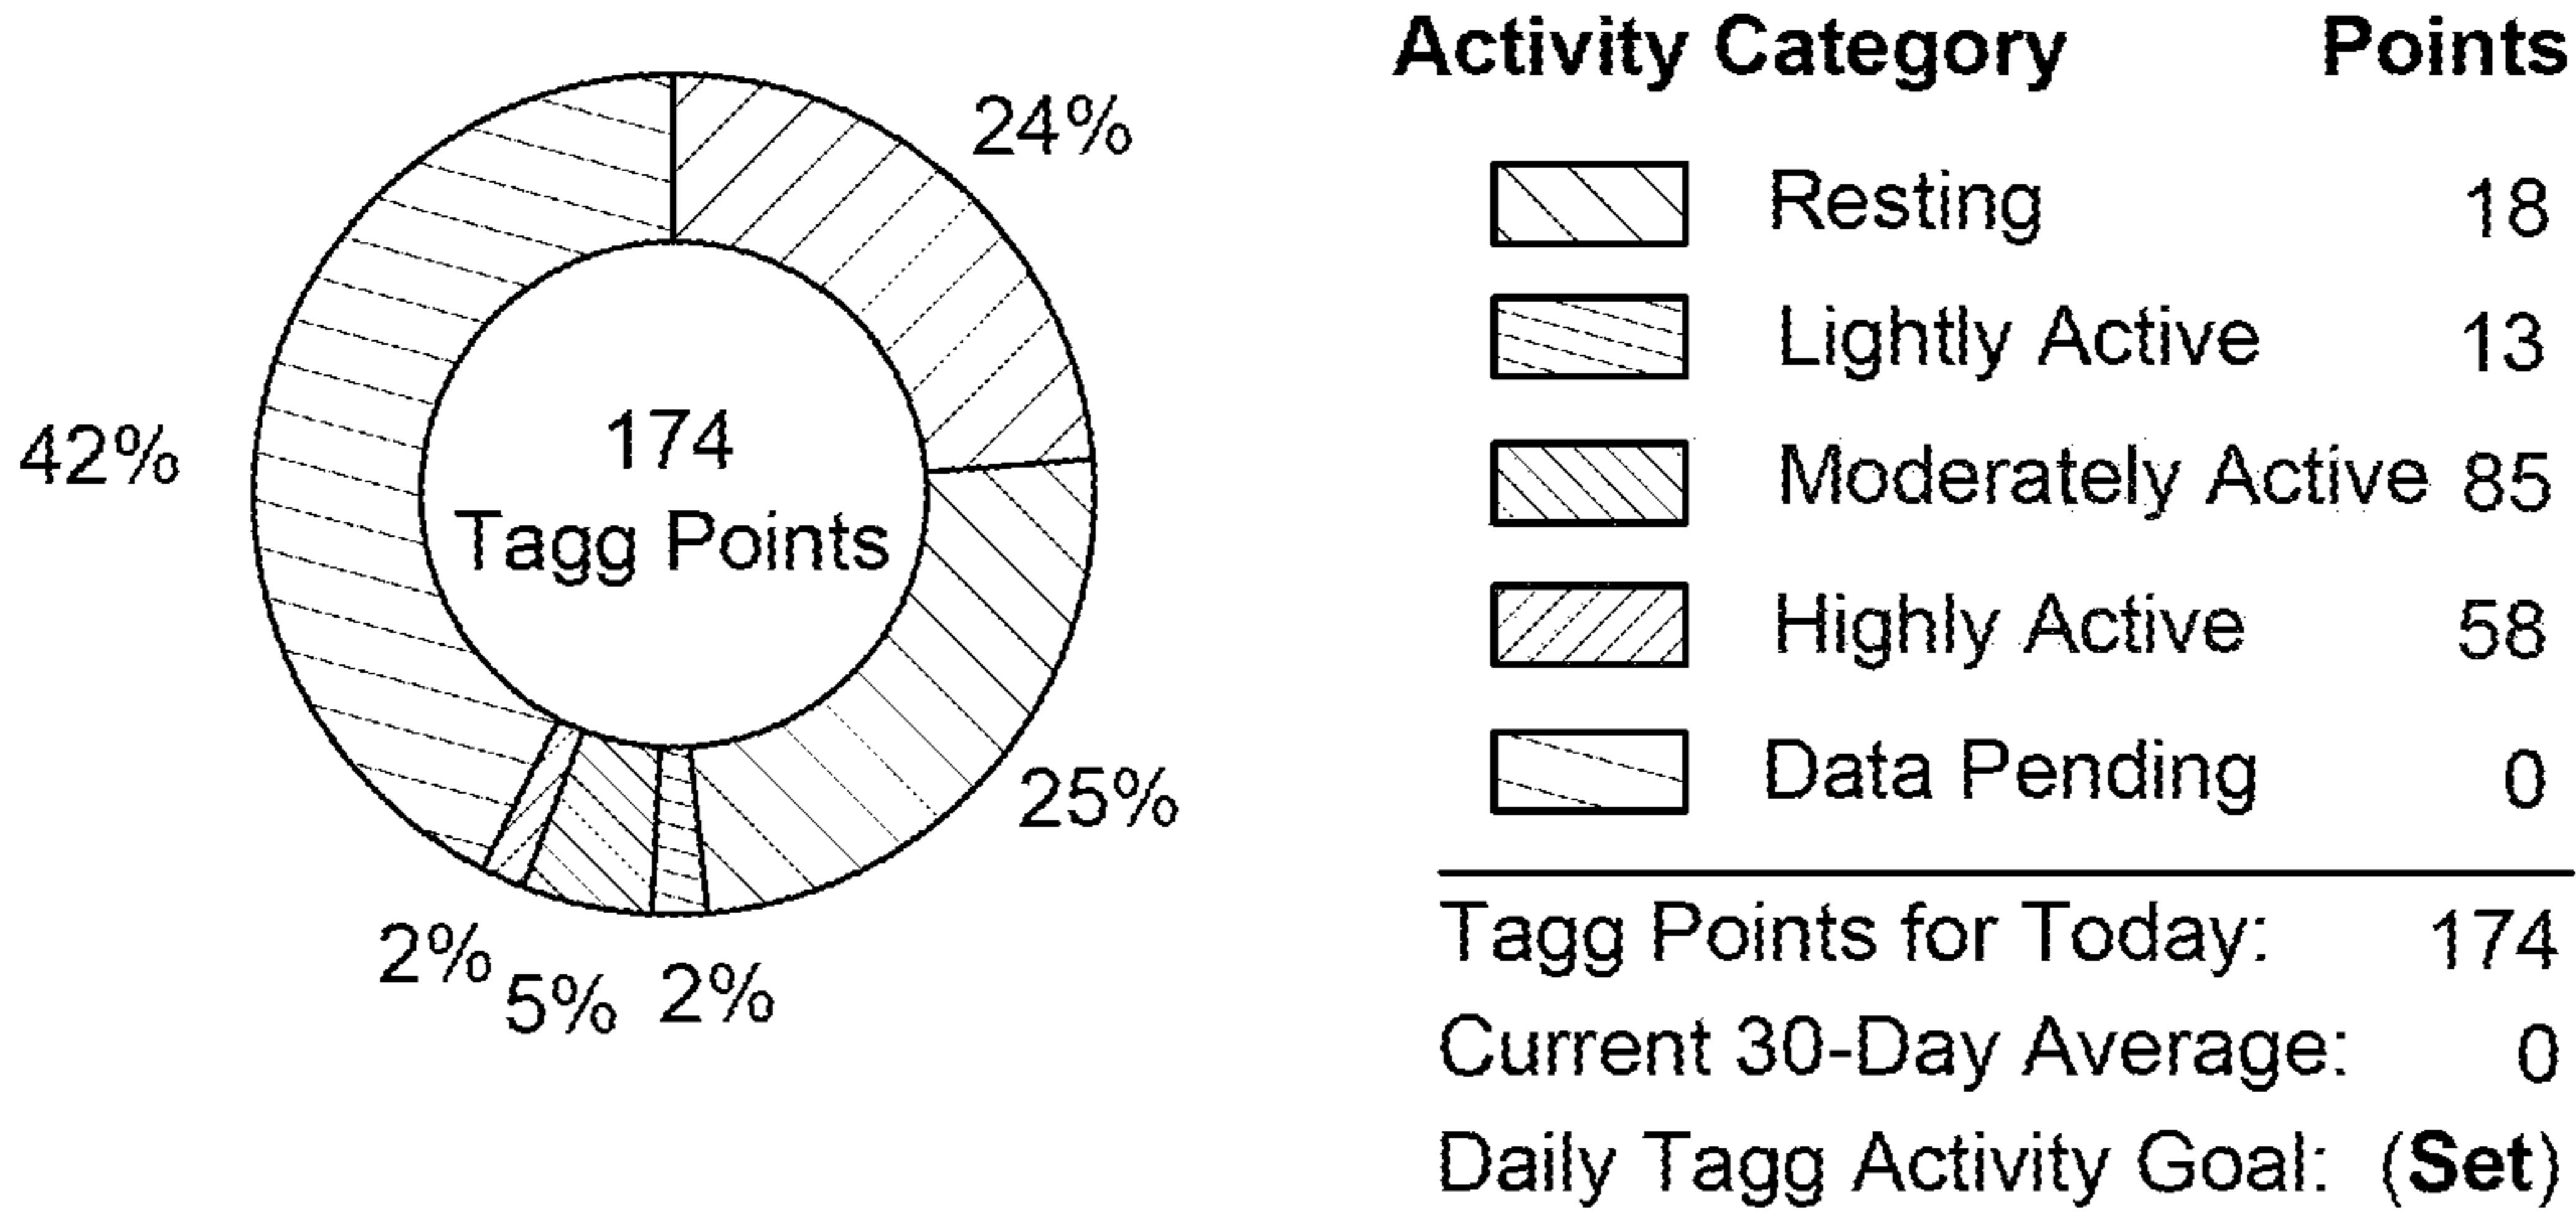 24%
42%
174
Tagg Points
25%
2%
5%
2%
Activity Category Points
Resting 18
Lightly Active 13
Moderately Active 85
Highly Active 58
Data Pending 0
Tagg Points for Today: 174
Current 30-Day Average: 0
Daily Tagg Activity Goal: (Set)